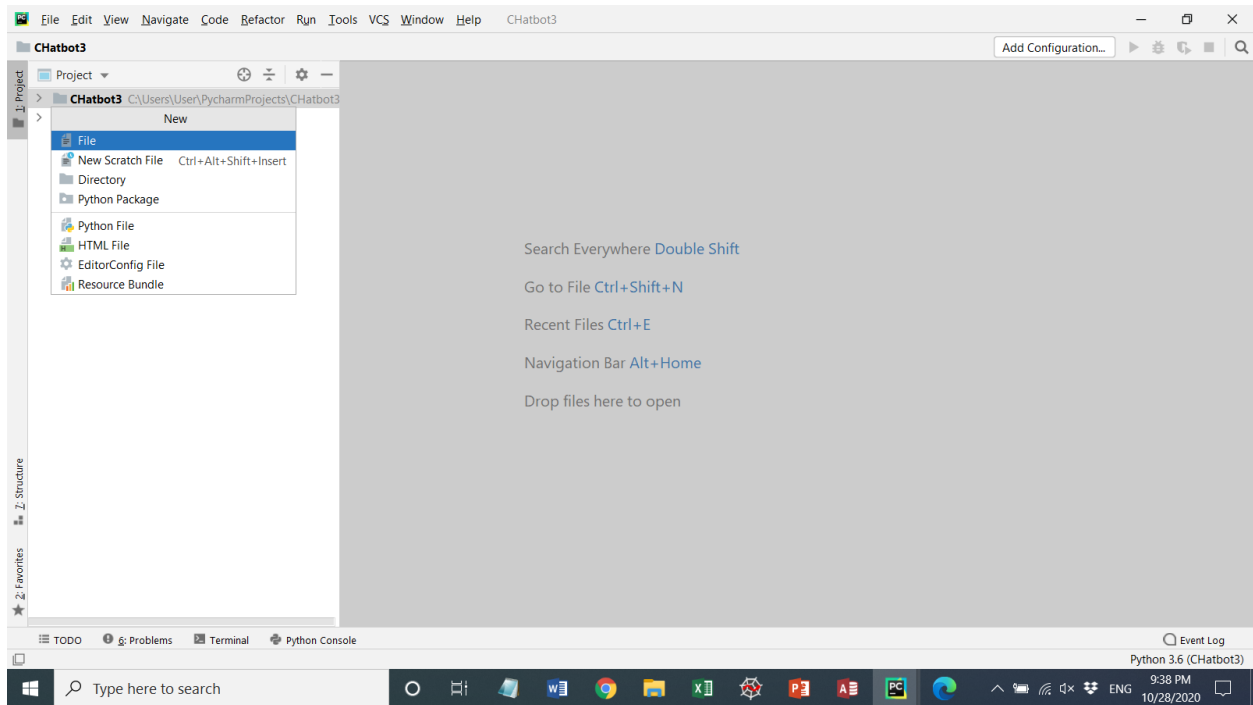 File Edit View Navigate Code Refactor Run Tools VCS Window Help CHatbot3
CHatbot3
Add Configuration...
1: Project
Project
CHatbot3 C:\Users\User\PycharmProjects\CHatbot3
New
File
New Scratch File Ctrl+Alt+Shift+Insert
Directory
Python Package
Python File
HTML File
EditorConfig File
Resource Bundle
Search Everywhere Double Shift
Go to File Ctrl+Shift+N
Recent Files Ctrl+E
Navigation Bar Alt+Home
Drop files here to open
Z: Structure
2: Favorites
TODO 6: Problems Terminal Python Console
Event Log
Python 3.6 (CHatbot3)
Type here to search
ENG
9:38 PM
10/28/2020